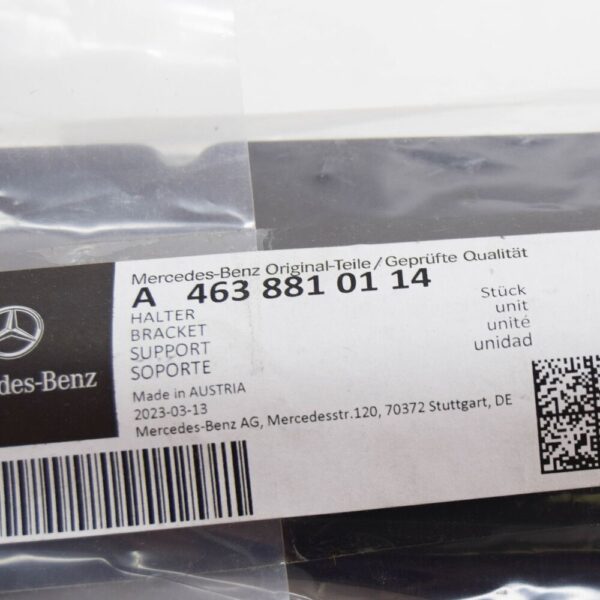 Mercedes-Benz Original-Teile/Geprüfte Qualität
A 463 881 01 14
HALTER
BRACKET
SUPPORT
SOPORTE
Stück
unit
unité
unidad
Made in AUSTRIA
2023-03-13
Mercedes-Benz AG, Mercedesstr.120, 70372 Stuttgart, DE
des-Benz